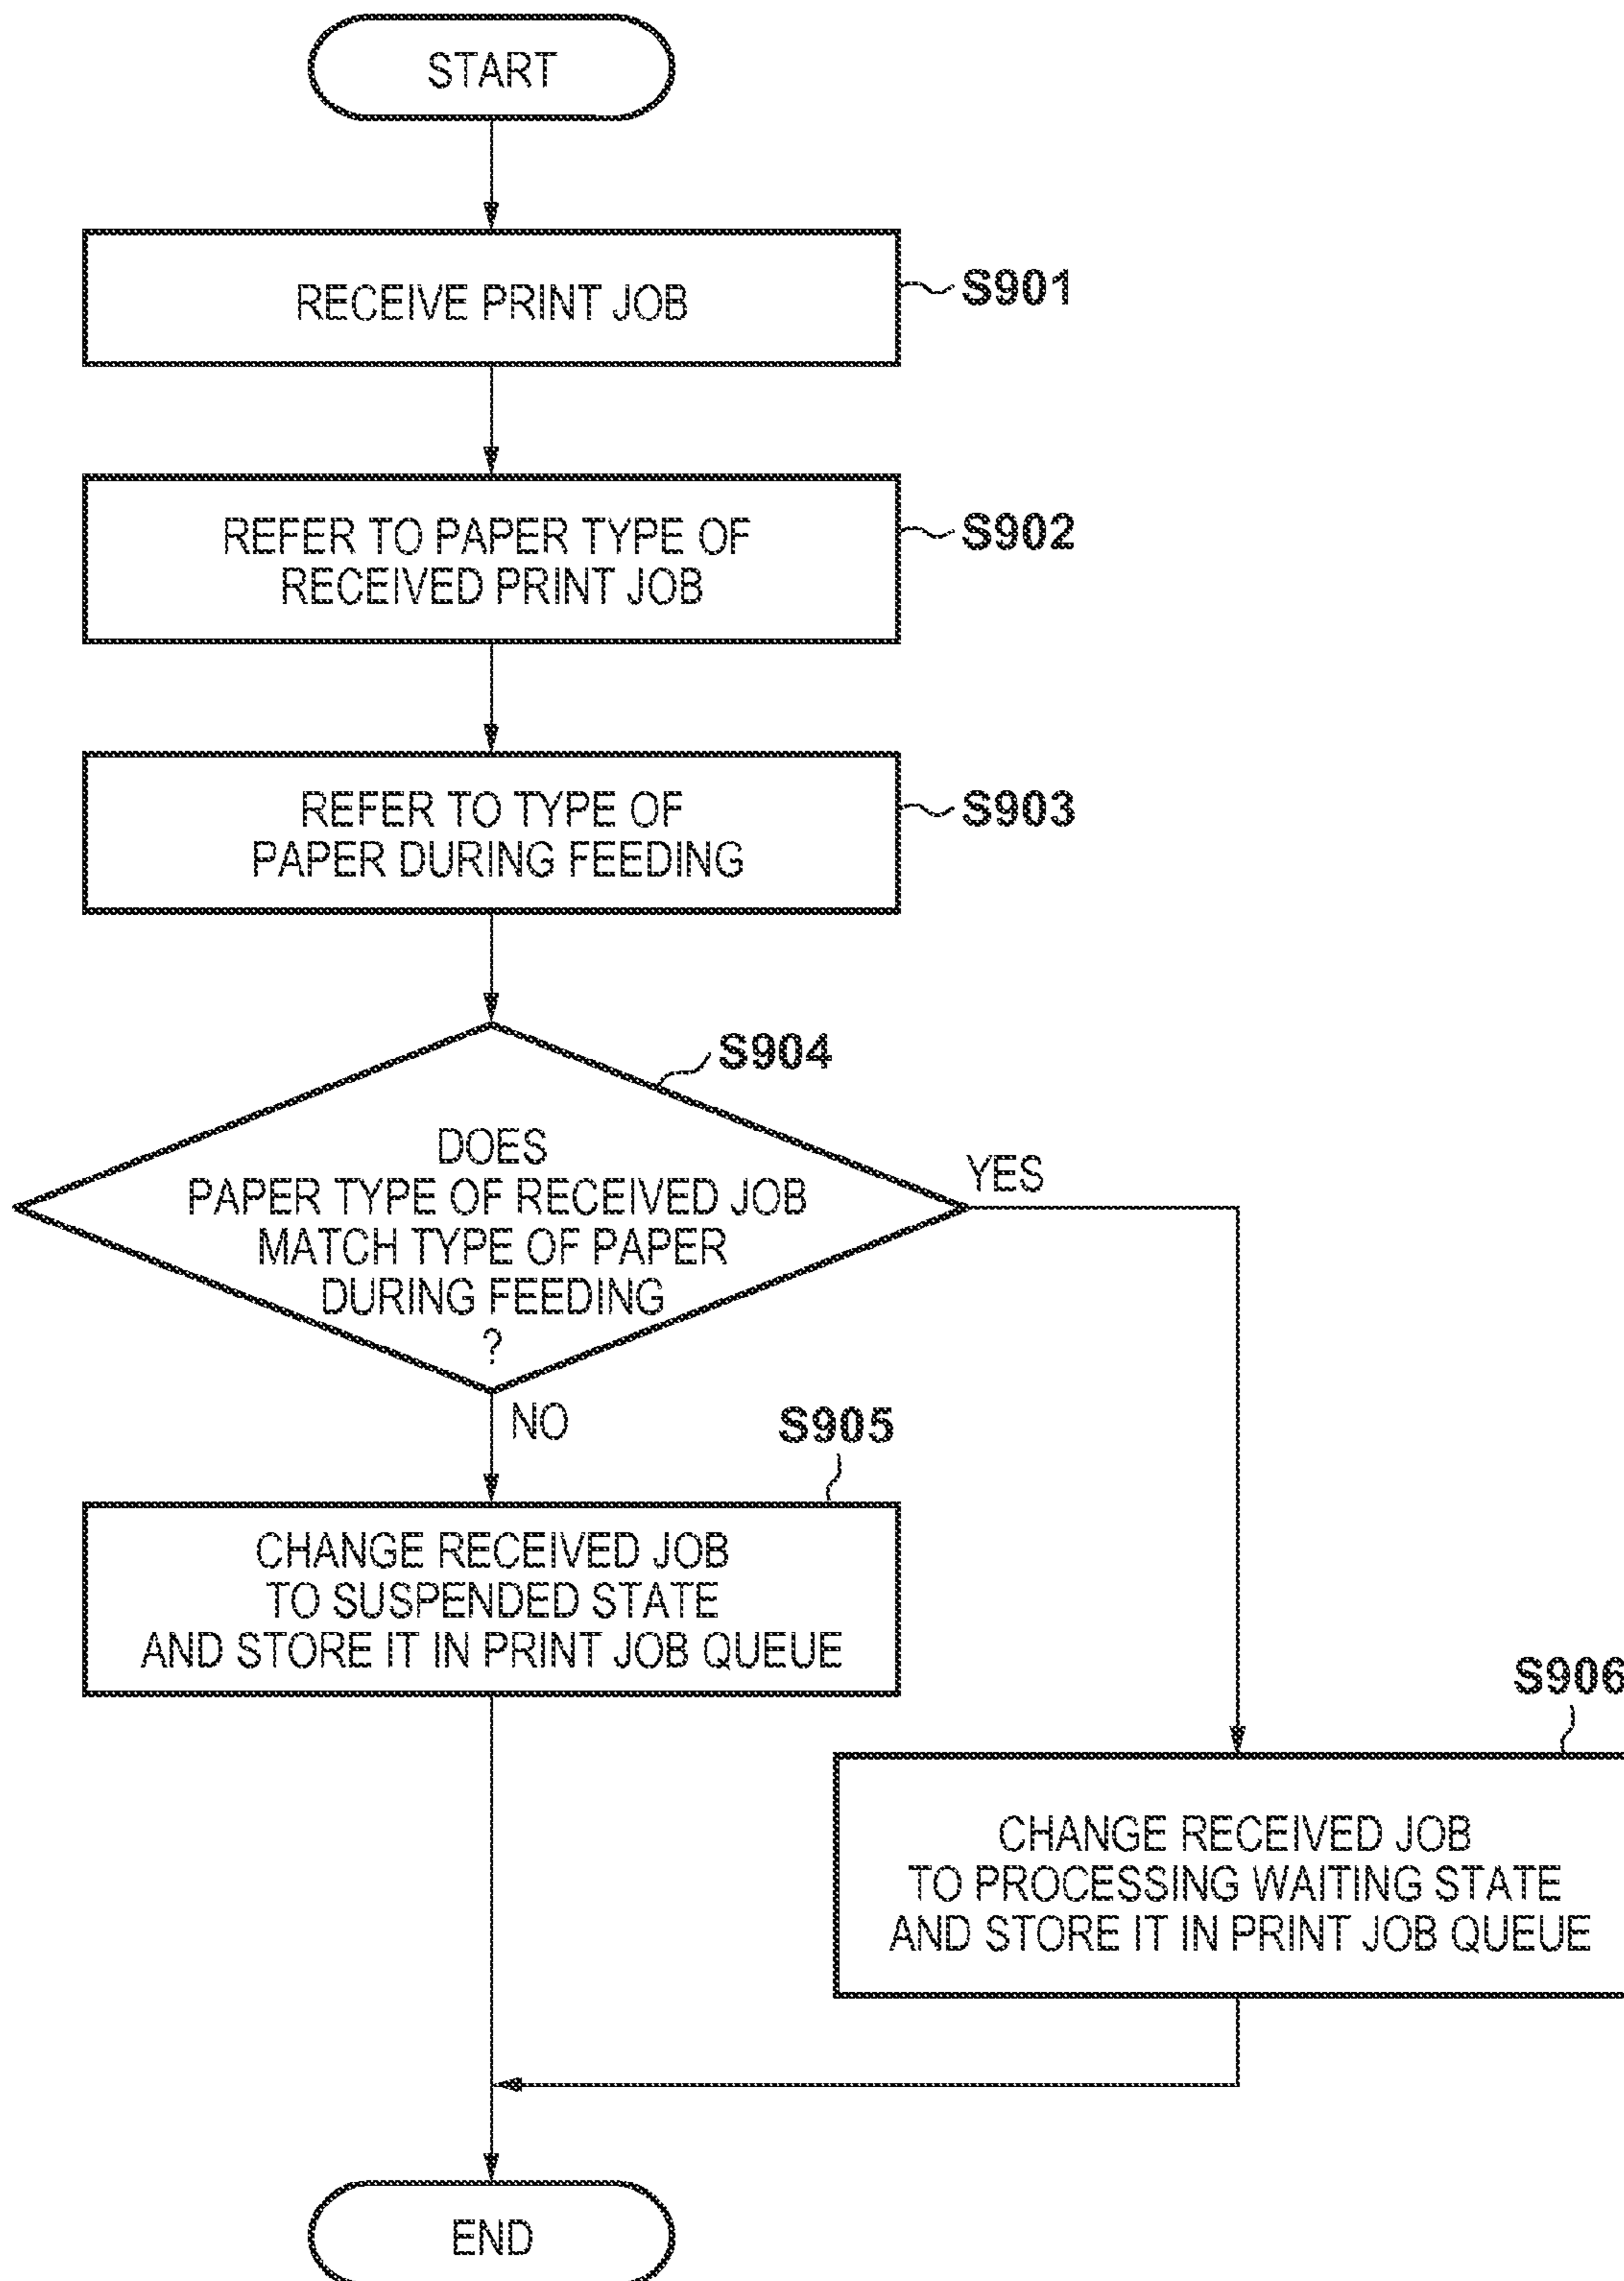 START
RECEIVE PRINT JOB
S901
REFER TO PAPER TYPE OF
RECEIVED PRINT JOB
S902
REFER TO TYPE OF
PAPER DURING FEEDING
S903
S904
DOES
PAPER TYPE OF RECEIVED JOB
MATCH TYPE OF PAPER
DURING FEEDING
?
YES
NO
S905
CHANGE RECEIVED JOB
TO SUSPENDED STATE
AND STORE IT IN PRINT JOB QUEUE
S906
CHANGE RECEIVED JOB
TO PROCESSING WAITING STATE
AND STORE IT IN PRINT JOB QUEUE
END